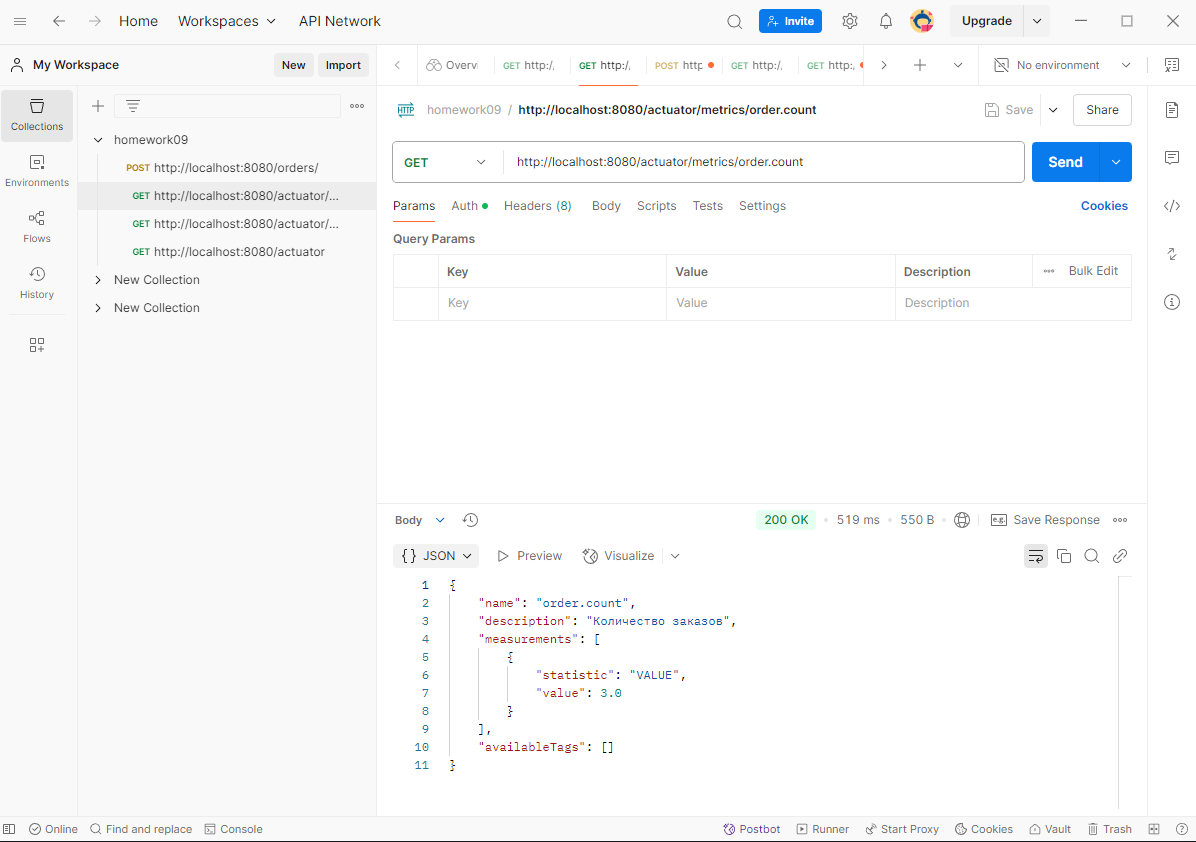 Home Workspaces API Network Invite Upgrade
My Workspace New Import Overvi GET http:/, GET http:/, POST http GET http:/, GET http:, No environment
Collections
Environments
Flows
History
homework09
POST http://localhost:8080/orders/
GET http://localhost:8080/actuator/...
GET http://localhost:8080/actuator/...
GET http://localhost:8080/actuator
New Collection
New Collection
HTTP homework09 / http://localhost:8080/actuator/metrics/order.count Save Share
GET http://localhost:8080/actuator/metrics/order.count Send
Params Auth Headers (8) Body Scripts Tests Settings Cookies
Query Params
Key Value Description Bulk Edit
Key Value Description
Body 200 OK 519 ms 550 B e.g. Save Response
{} JSON Preview Visualize
1 {
2 "name": "order.count",
3 "description": "Количество заказов",
4 "measurements": [
5 {
6 "statistic": "VALUE",
7 "value": 3.0
8 }
9 ],
10 "availableTags": []
11 }
Online Find and replace Console Postbot Runner Start Proxy Cookies Vault Trash